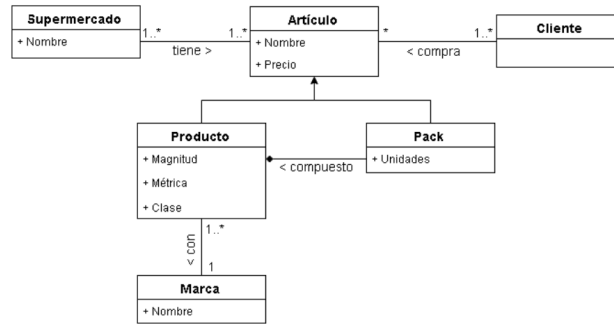 Supermercado
+ Nombre
1..*
tiene >
1..*
Artículo
+ Nombre
+ Precio
*
< compra
1..*
Cliente
Producto
+ Magnitud
+ Métrica
+ Clase
< compuesto
Pack
+ Unidades
1..*
< con
1
Marca
+ Nombre